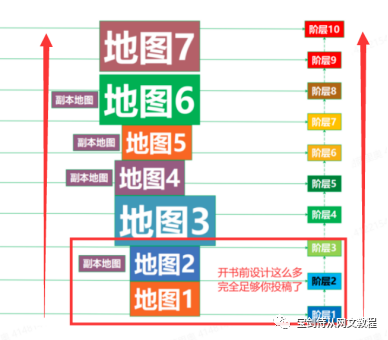 地图7
阶层10
阶层9
副本地图
地图6
阶层8
阶层7
副本地图
地图5
阶层6
副本地图
地图4
阶层5
地图3
阶层4
阶层3
副本地图
地图2
开书前设计这么多
完全足够你投稿了
阶层2
地图1
阶层1
宝剑侍从网文教程